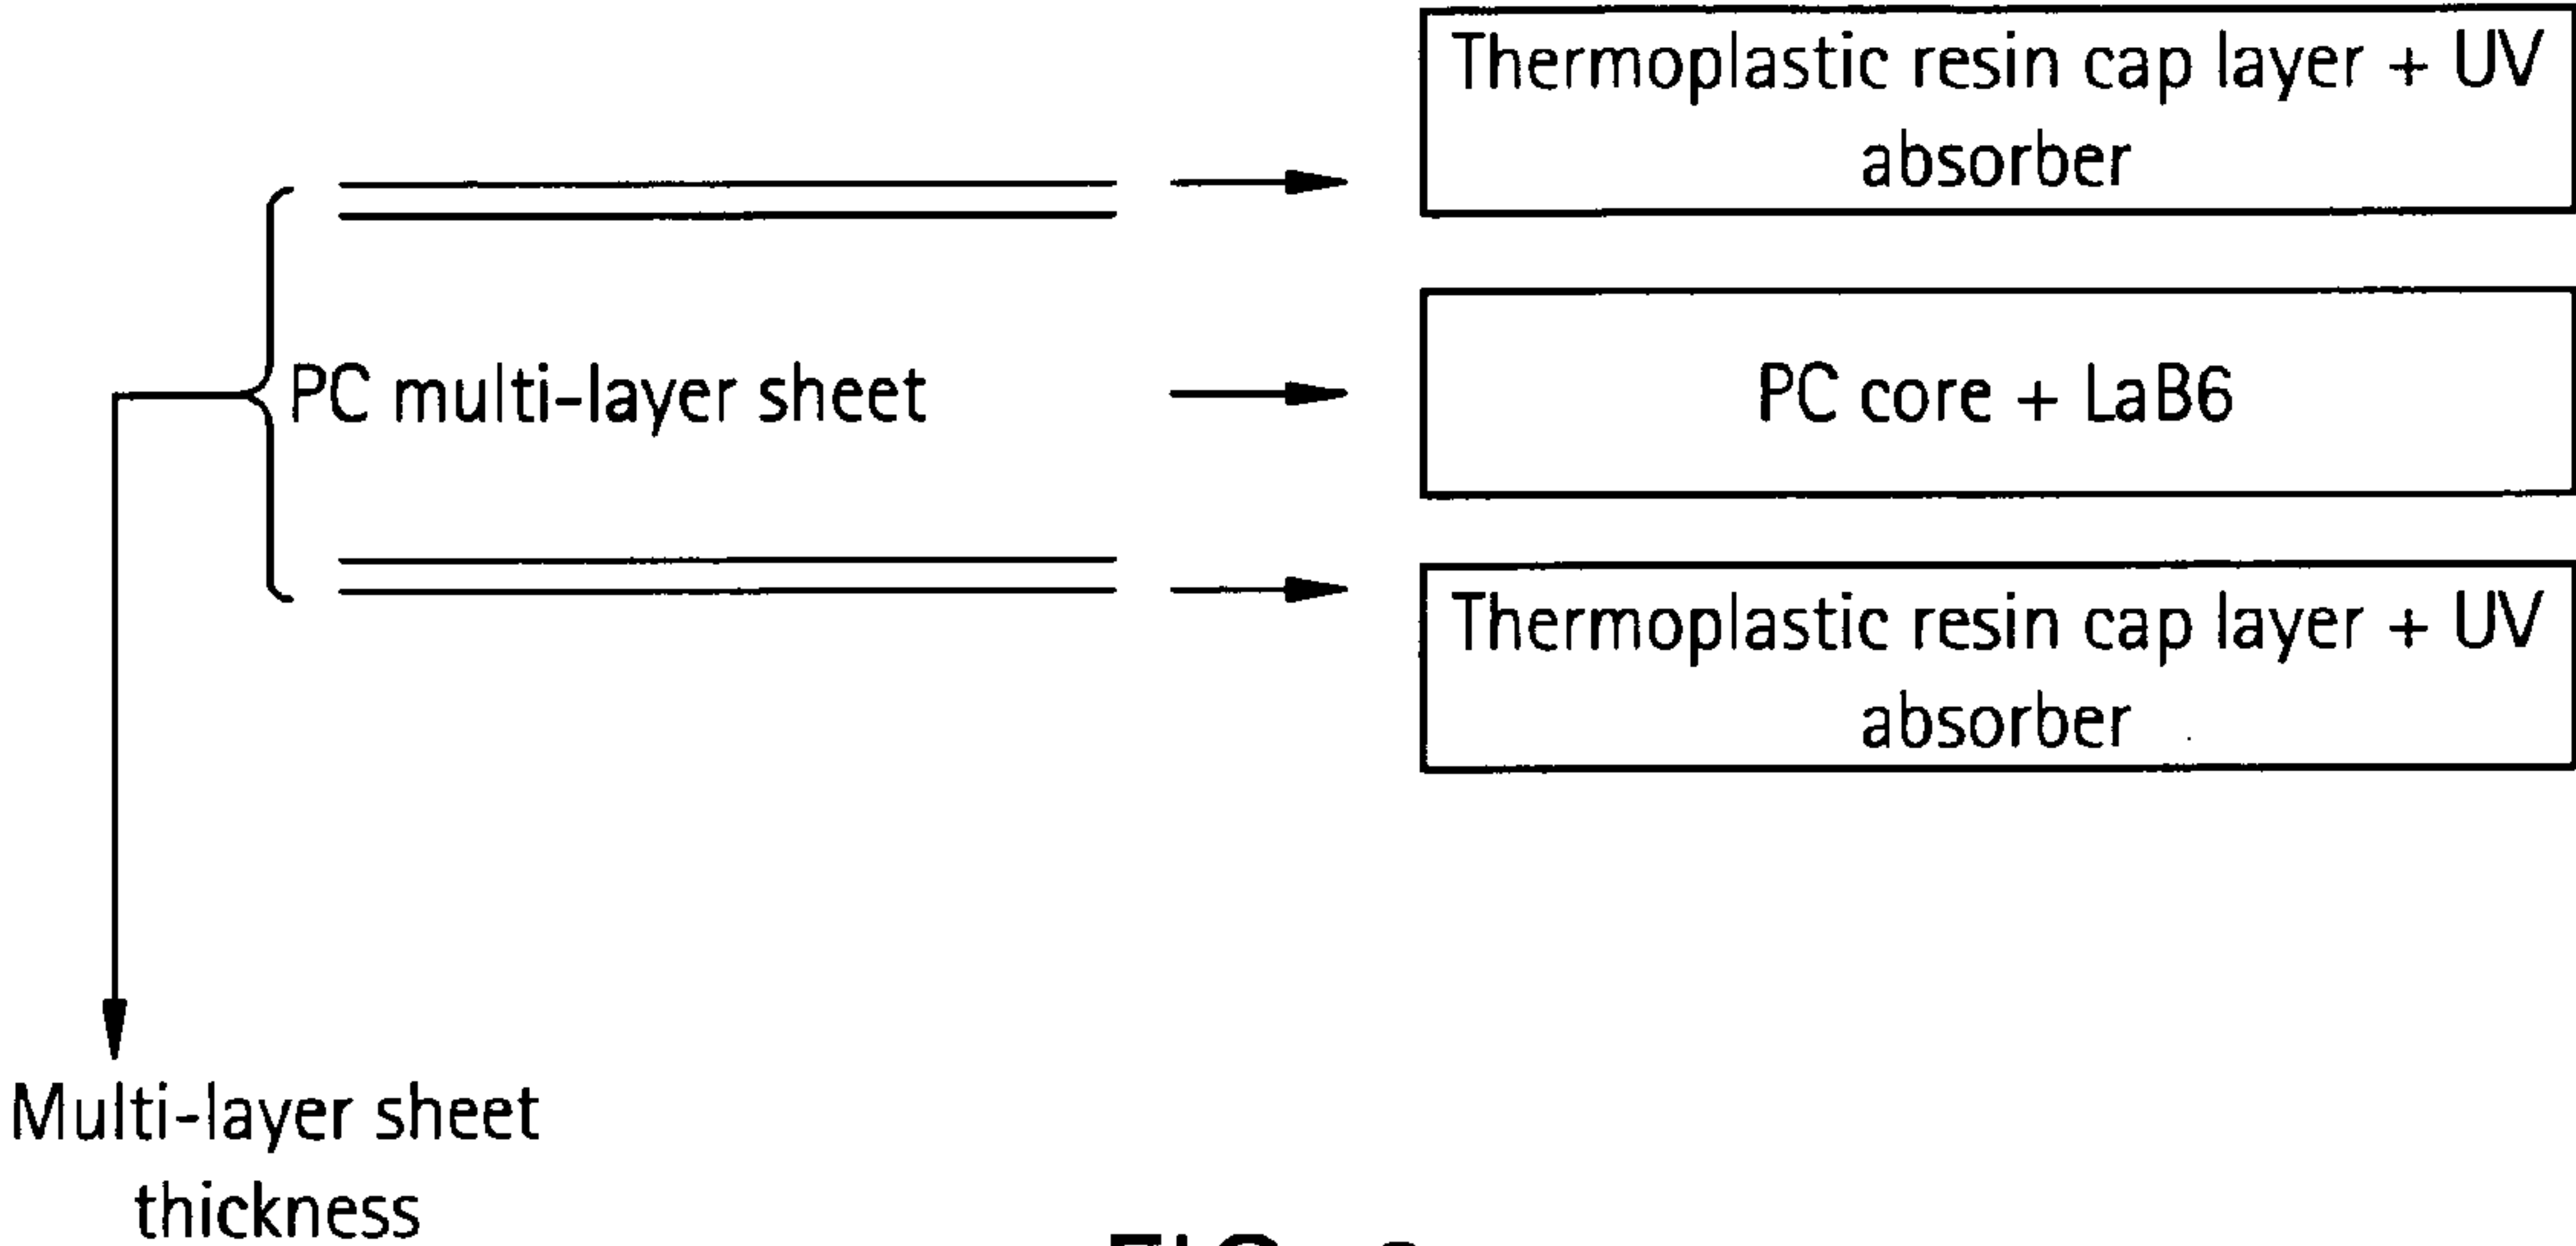 Thermoplastic resin cap layer + UV
absorber
PC multi-layer sheet
PC core + LaB6
Thermoplastic resin cap layer + UV
absorber
Multi-layer sheet
thickness